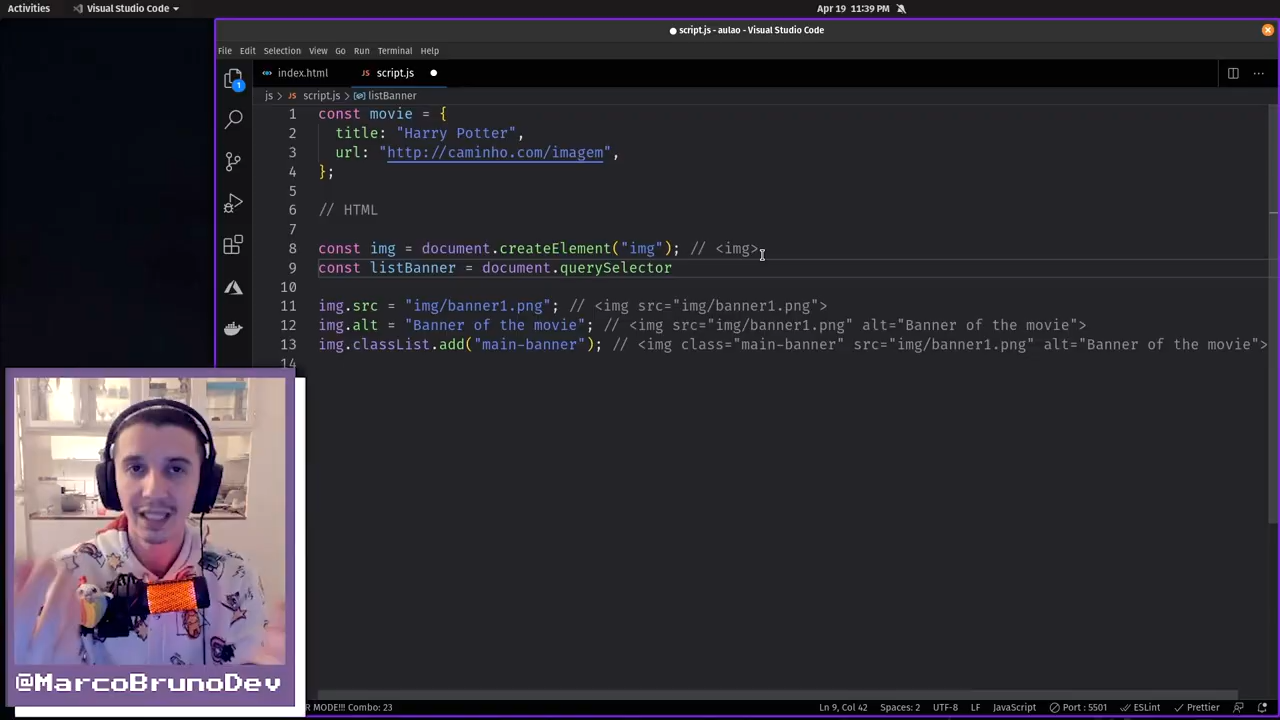 Activities
Visual Studio Code
Apr 19 11:39 PM
script.js - aulao - Visual Studio Code
File Edit Selection View Go Run Terminal Help
1
index.html
JS script.js
js > JS script.js > listBanner
1 const movie = {
2 title: "Harry Potter",
3 url: "http://caminho.com/imagem",
4 };
5
6 // HTML
7
8 const img = document.createElement("img"); // <img>
9 const listBanner = document.querySelector
10
11 img.src = "img/banner1.png"; // <img src="img/banner1.png">
12 img.alt = "Banner of the movie"; // <img src="img/banner1.png" alt="Banner of the movie">
13 img.classList.add("main-banner"); // <img class="main-banner" src="img/banner1.png" alt="Banner of the movie">
14
@MarcoBrunoDev
R MODE!!! Combo: 23
Ln 9, Col 42
Spaces: 2
UTF-8
LF
JavaScript
Port : 5501
ESLint
Prettier